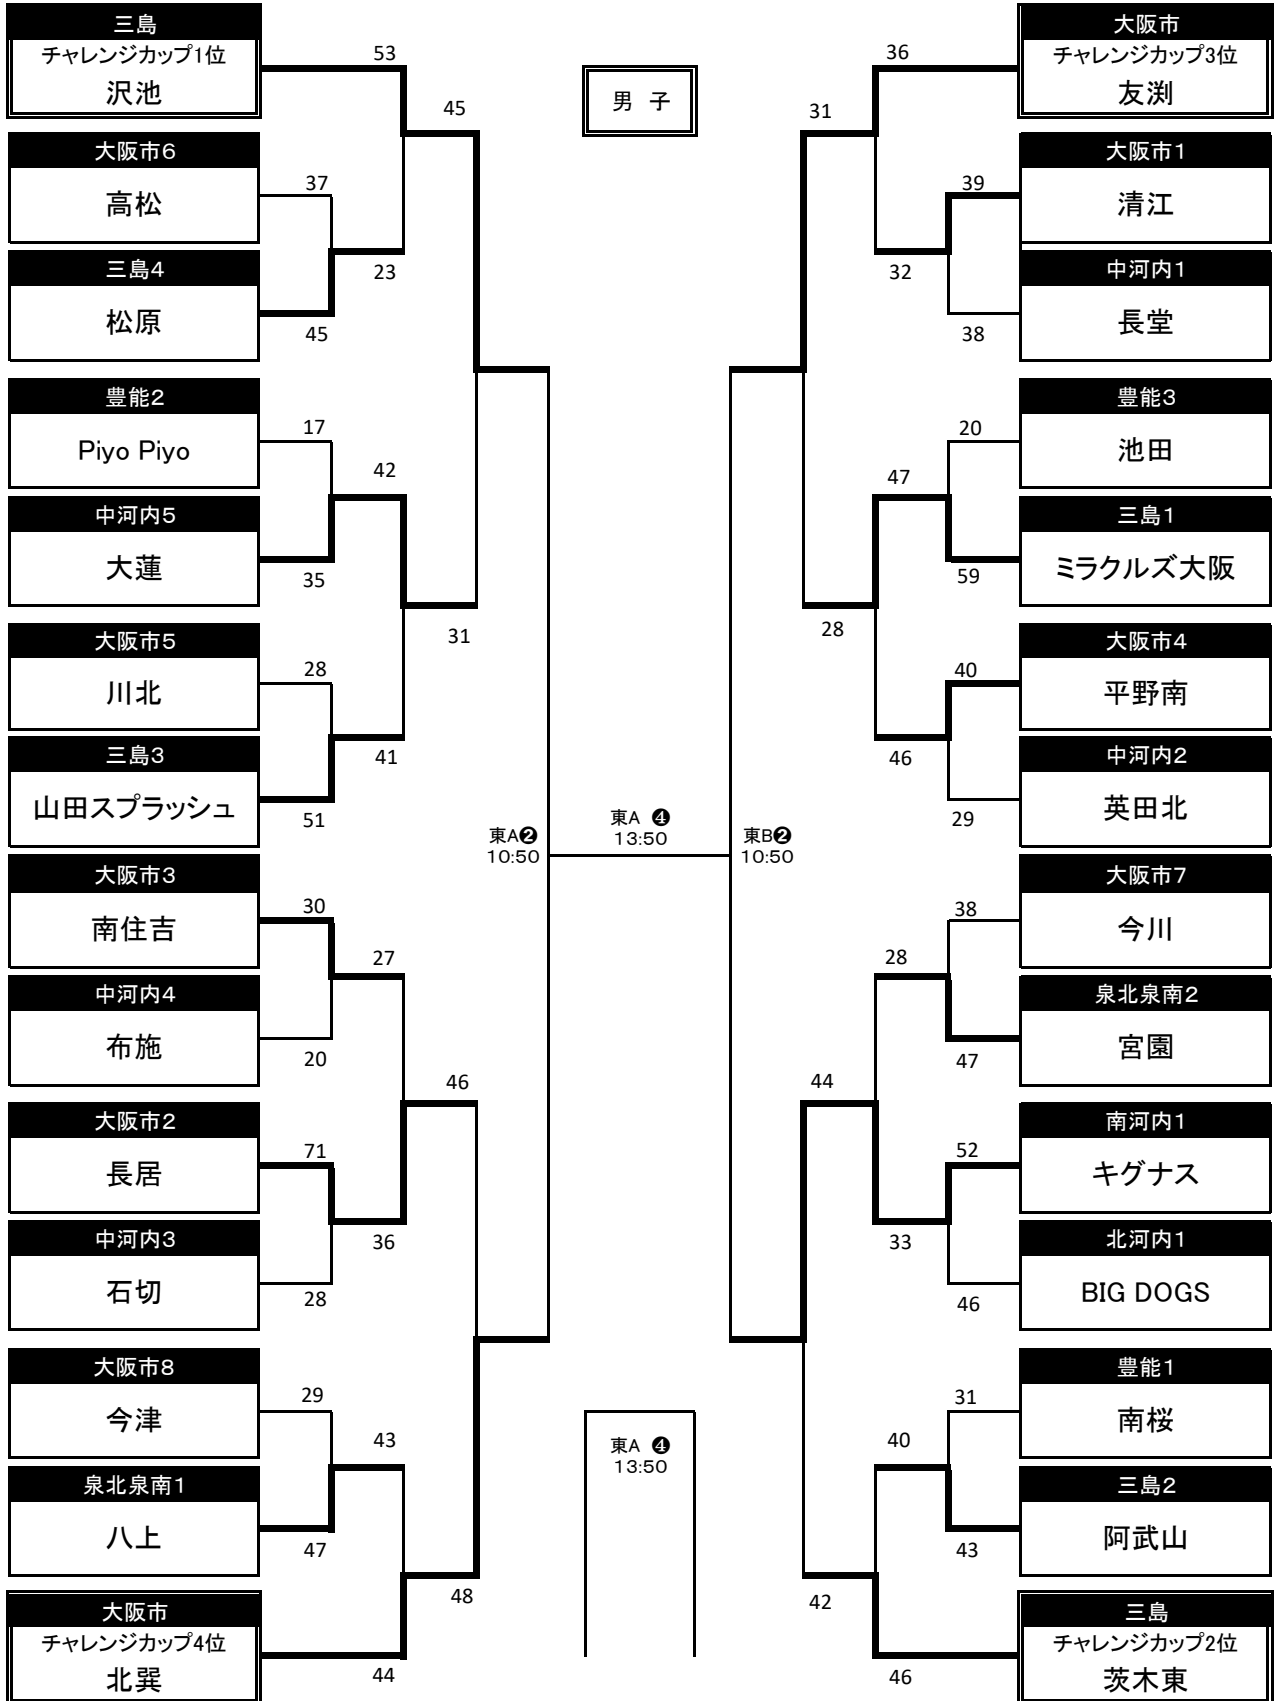 男 子
三島
チャレンジカップ1位
沢池
53
45
大阪市6
高松
37
三島4
松原
45
23
豊能2
Piyo Piyo
17
42
中河内5
大蓮
35
31
大阪市5
川北
28
三島3
山田スプラッシュ
51
41
大阪市3
南住吉
30
27
中河内4
布施
20
46
大阪市2
長居
71
中河内3
石切
28
36
大阪市8
今津
29
43
泉北泉南1
八上
47
48
大阪市
チャレンジカップ4位
北巽
44
東A❷
10:50
東A ❹
13:50
東B❷
10:50
東A ❹
13:50
大阪市
チャレンジカップ3位
友渕
36
31
大阪市1
清江
39
32
中河内1
長堂
38
豊能3
池田
20
47
三島1
ミラクルズ大阪
59
28
大阪市4
平野南
40
46
中河内2
英田北
29
大阪市7
今川
38
28
泉北泉南2
宮園
47
44
南河内1
キグナス
52
33
北河内1
BIG DOGS
46
豊能1
南桜
31
40
三島2
阿武山
43
42
三島
チャレンジカップ2位
茨木東
46